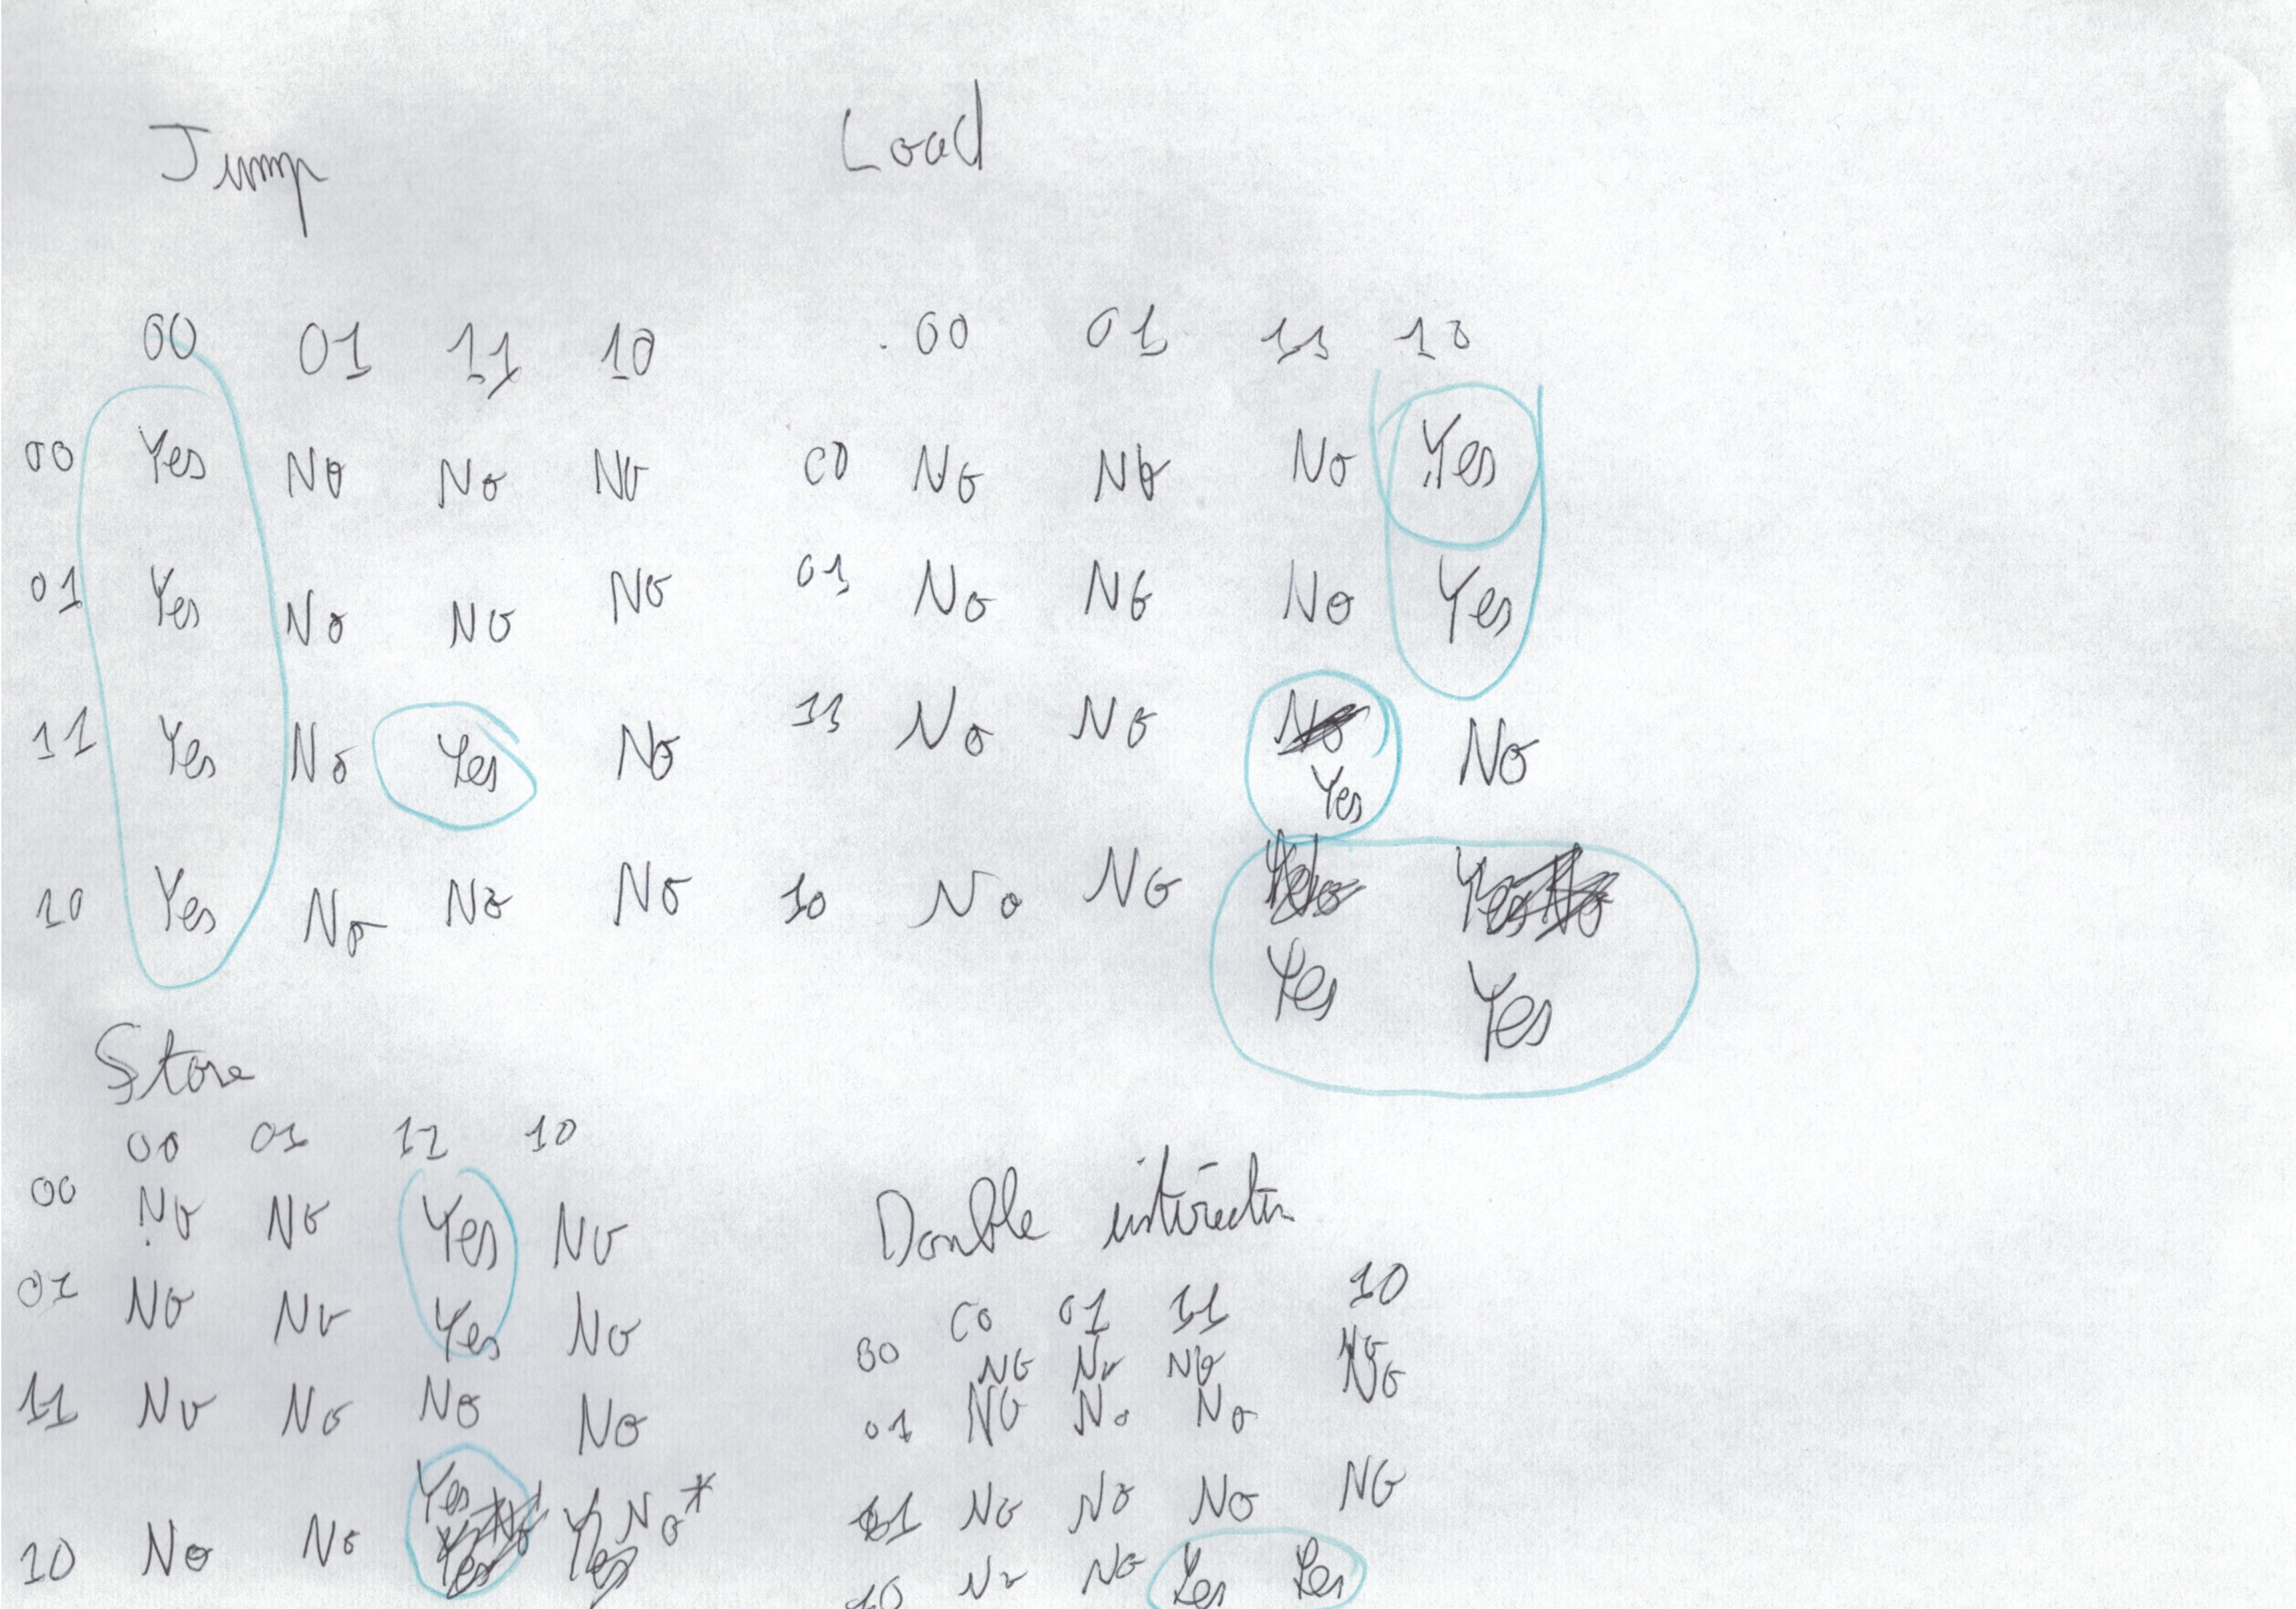 Jump
00 01 11 10
00 Yes No No No
01 Yes No No No
11 Yes No Yes No
10 Yes No No No
Load
00 01 11 10
00 No No No Yes
01 No No No Yes
11 No No No Yes No
10 No No Yes Yes
Store
00 01 11 10
00 No No Yes No
01 No No Yes No
11 No No No No
10 No No Yes Yes No*
Double
00 01 11 10
00 No No No No
01 No No No No
11 No No No No
10 No No Yes Yes